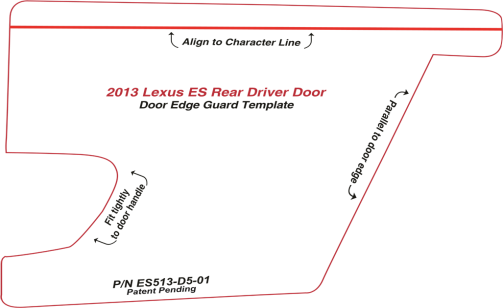 Align to Character Line
2013 Lexus ES Rear Driver Door
Door Edge Guard Template
Parallel to door edge
Fit tightly
to door handle
P/N ES513-D5-01
Patent Pending